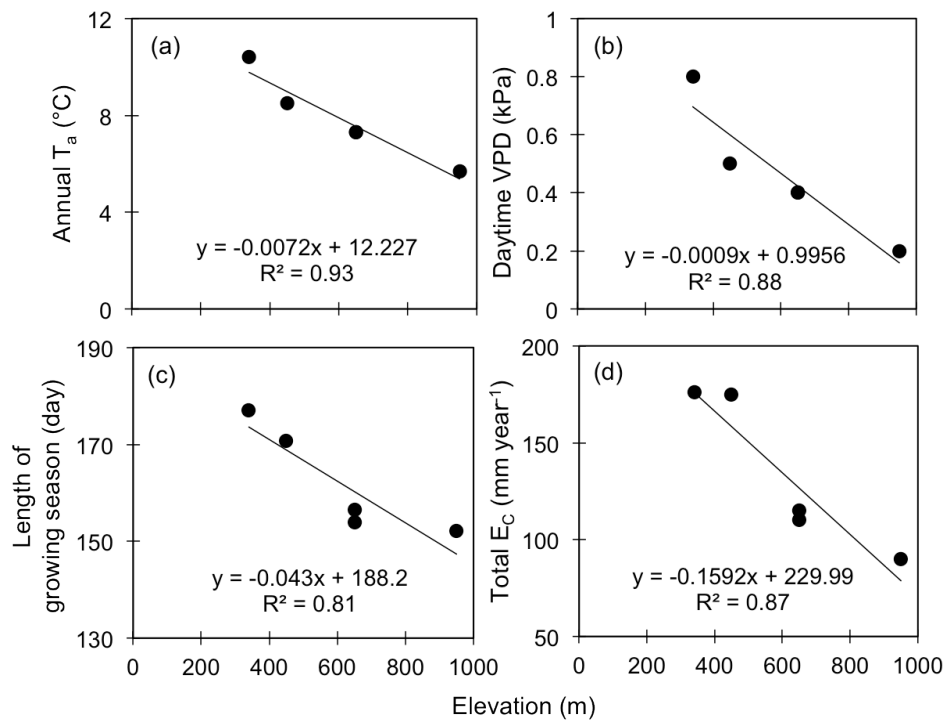 (a)
Annual Tₐ (°C)
12
8
4
0
y = -0.0072x + 12.227
R² = 0.93
(b)
Daytime VPD (kPa)
1
0.8
0.6
0.4
0.2
0
y = -0.0009x + 0.9956
R² = 0.88
(c)
Length of
growing season (day)
190
170
150
130
y = -0.043x + 188.2
R² = 0.81
0 200 400 600 800 1000
(d)
Total E_C (mm year⁻¹)
200
150
100
50
y = -0.1592x + 229.99
R² = 0.87
0 200 400 600 800 1000
Elevation (m)